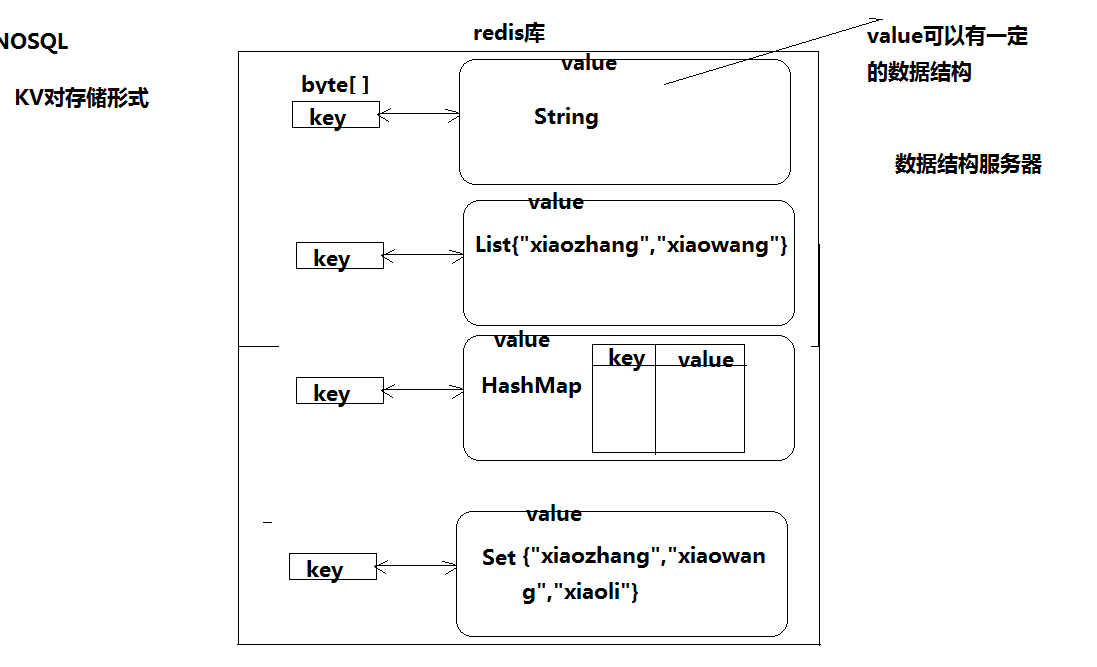 NOSQL
KV对存储形式
redis库
value可以有一定
的数据结构
数据结构服务器
byte[ ]
key
value
String
key
value
List{"xiaozhang","xiaowang"}
key
value
HashMap
key
value
key
value
Set {"xiaozhang","xiaowan
g","xiaoli"}